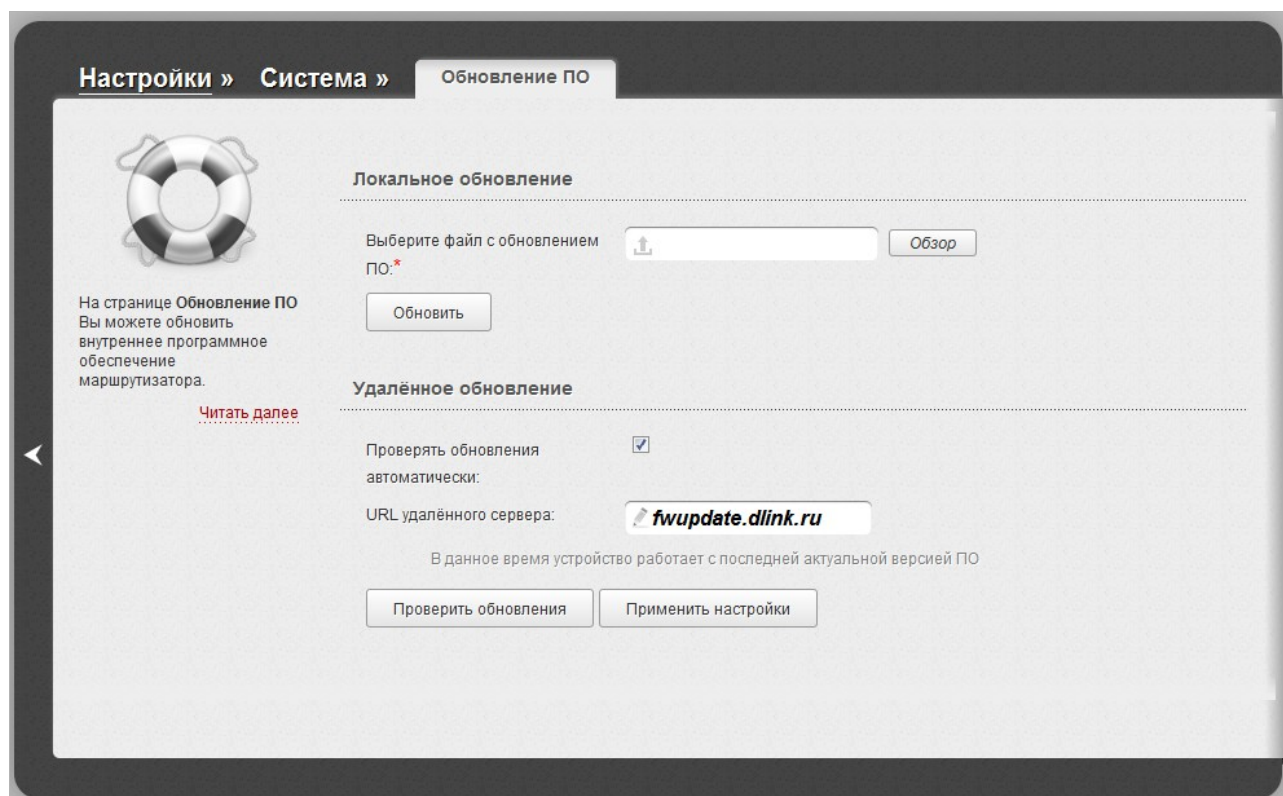 Настройки » Система » Обновление ПО
На странице Обновление ПО
Вы можете обновить
внутреннее программное
обеспечение
маршрутизатора.
Читать далее
Локальное обновление
Выберите файл с обновлением
ПО:*
Обзор
Обновить
Удалённое обновление
Проверять обновления
автоматически:
URL удалённого сервера:
fwupdate.dlink.ru
В данное время устройство работает с последней актуальной версией ПО
Проверить обновления
Применить настройки